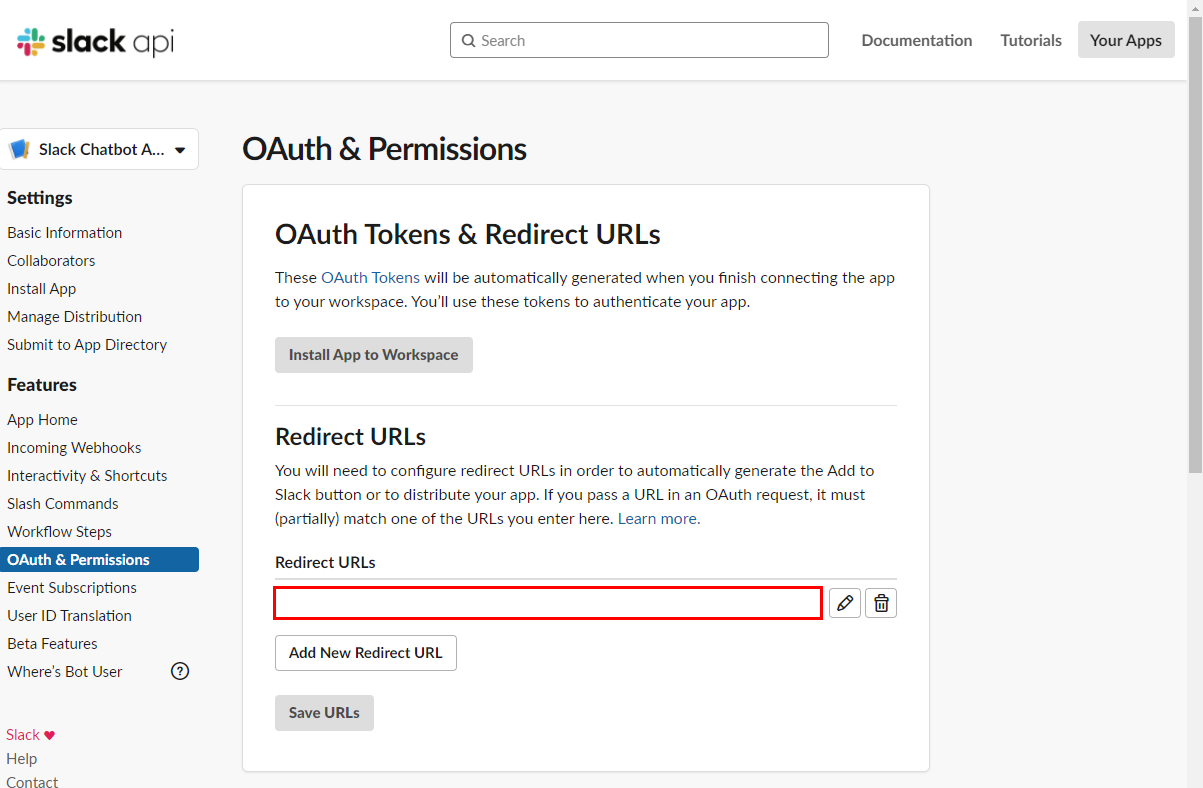 slack api
Search
Documentation
Tutorials
Your Apps
Slack Chatbot A...
Settings
Basic Information
Collaborators
Install App
Manage Distribution
Submit to App Directory
Features
App Home
Incoming Webhooks
Interactivity & Shortcuts
Slash Commands
Workflow Steps
OAuth & Permissions
Event Subscriptions
User ID Translation
Beta Features
Where's Bot User
?
Slack ♥
Help
Contact
OAuth & Permissions
OAuth Tokens & Redirect URLs
These OAuth Tokens will be automatically generated when you finish connecting the app
to your workspace. You'll use these tokens to authenticate your app.
Install App to Workspace
Redirect URLs
You will need to configure redirect URLs in order to automatically generate the Add to
Slack button or to distribute your app. If you pass a URL in an OAuth request, it must
(partially) match one of the URLs you enter here. Learn more.
Redirect URLs
Add New Redirect URL
Save URLs